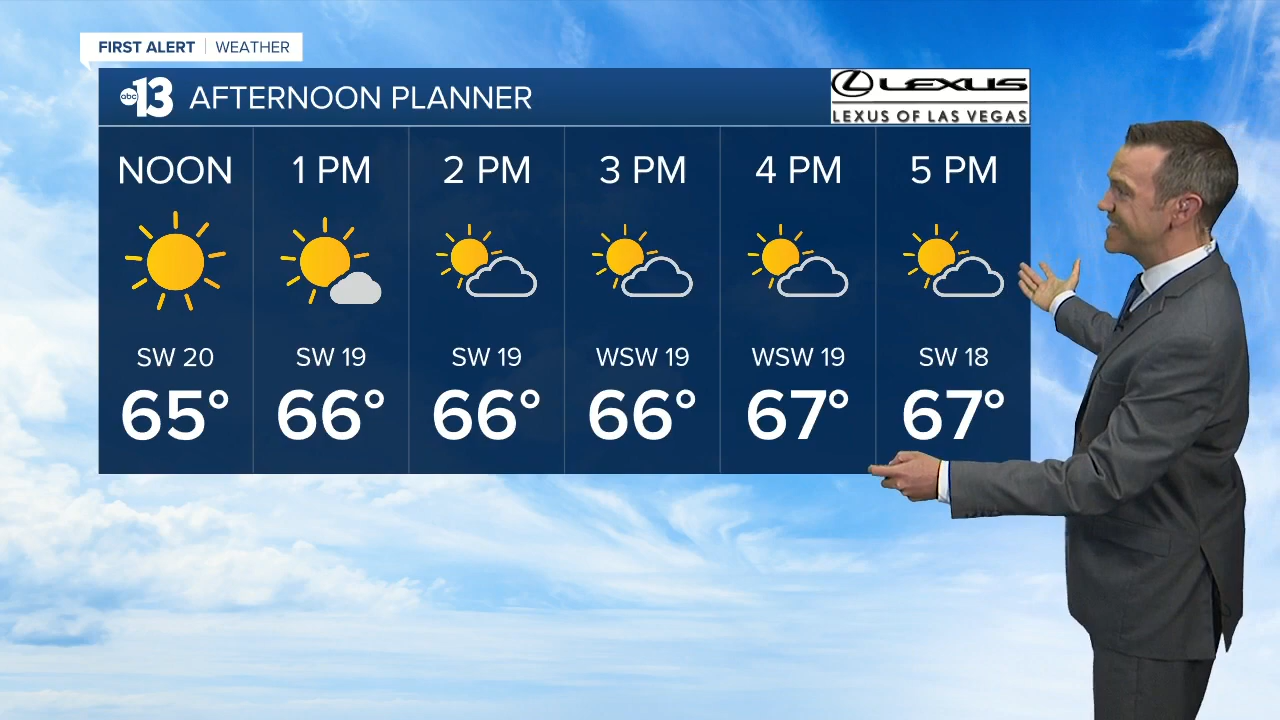 FIRST ALERT | WEATHER
abc 13 AFTERNOON PLANNER
LEXUS
LEXUS OF LAS VEGAS
NOON 1 PM 2 PM 3 PM 4 PM 5 PM
SW 20 SW 19 SW 19 WSW 19 WSW 19 SW 18
65° 66° 66° 66° 67° 67°